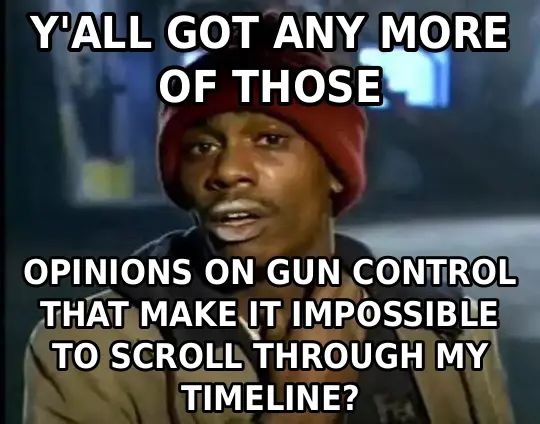 Y'ALL GOT ANY MORE
OF THOSE
OPINIONS ON GUN CONTROL
THAT MAKE IT IMPOSSIBLE
TO SCROLL THROUGH MY
TIMELINE?